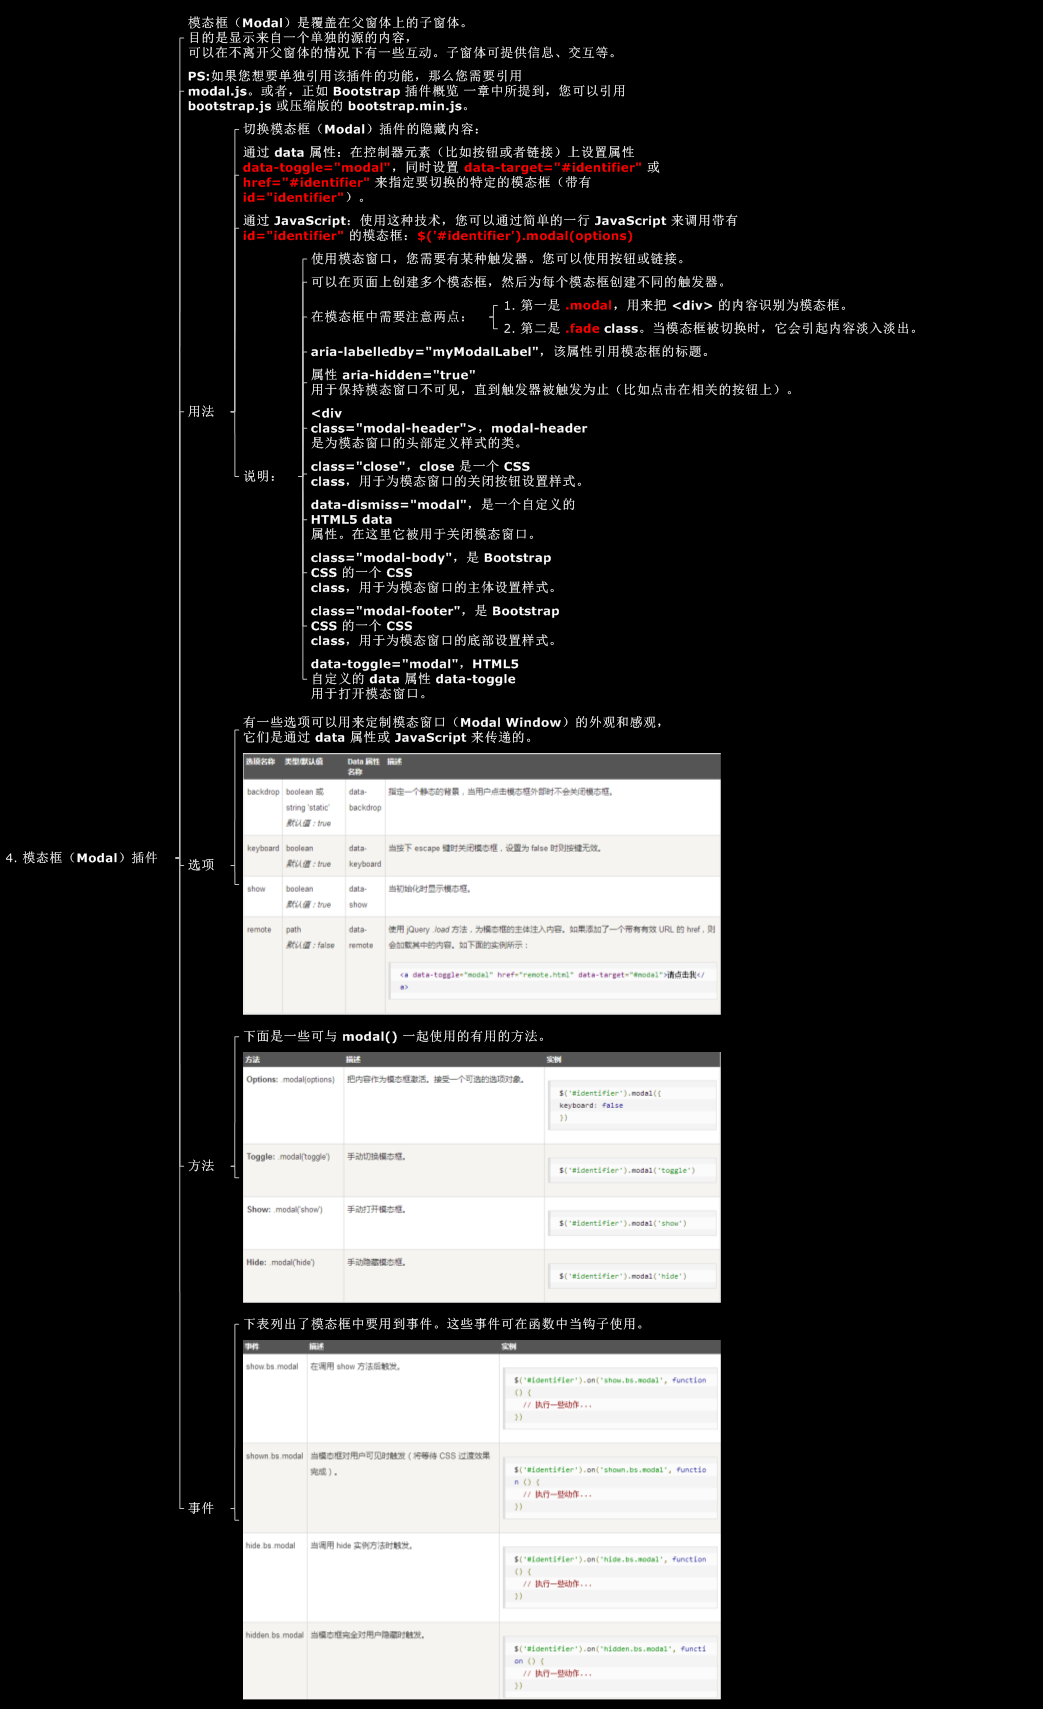 模态框（Modal）是覆盖在父窗体上的子窗体。
目的是显示来自一个单独的源的内容，
可以在不离开父窗体的情况下有一些互动。子窗体可提供信息、交互等。
PS:如果您想要单独引用该插件的功能，那么您需要引用
modal.js。或者，正如 Bootstrap 插件概览 一章中所提到，您可以引用
bootstrap.js 或压缩版的 bootstrap.min.js。
切换模态框（Modal）插件的隐藏内容：
通过 data 属性：在控制器元素（比如按钮或者链接）上设置属性
data-toggle="modal"，同时设置 data-target="#identifier" 或
href="#identifier" 来指定要切换的特定的模态框（带有
id="identifier"）。
通过 JavaScript：使用这种技术，您可以通过简单的一行 JavaScript 来调用带有
id="identifier" 的模态框：$('#identifier').modal(options)
使用模态窗口，您需要有某种触发器。您可以使用按钮或链接。
可以在页面上创建多个模态框，然后为每个模态框创建不同的触发器。
在模态框中需要注意两点：
1. 第一是 .modal，用来把 <div> 的内容识别为模态框。
2. 第二是 .fade class。当模态框被切换时，它会引起内容淡入淡出。
aria-labelledby="myModalLabel"，该属性引用模态框的标题。
属性 aria-hidden="true"
用于保持模态窗口不可见，直到触发器被触发为止（比如点击在相关的按钮上）。
用法
<div
class="modal-header">，modal-header
是为模态窗口的头部定义样式的类。
说明：
class="close"，close 是一个 CSS
class，用于为模态窗口的关闭按钮设置样式。
data-dismiss="modal"，是一个自定义的
HTML5 data
属性。在这里它被用于关闭模态窗口。
class="modal-body"，是 Bootstrap
CSS 的一个 CSS
class，用于为模态窗口的主体设置样式。
class="modal-footer"，是 Bootstrap
CSS 的一个 CSS
class，用于为模态窗口的底部设置样式。
data-toggle="modal"，HTML5
自定义的 data 属性 data-toggle
用于打开模态窗口。
有一些选项可以用来定制模态窗口（Modal Window）的外观和感观，
它们是通过 data 属性或 JavaScript 来传递的。
选项名称 类型/默认值 Data 属性 描述
名称
backdrop boolean 或 data- 指定一个静态的背景，当用户点击模态框外部时不会关闭模态框。
string 'static' backdrop
默认值：true
keyboard boolean data- 当按下 escape 键时关闭模态框，设置为 false 时则按键无效。
默认值：true keyboard
4. 模态框（Modal）插件
选项
show boolean data- 当初始化时显示模态框。
默认值：true show
remote path data- 使用 jQuery .load 方法，为模态框的主体注入内容。如果添加了一个带有有效 URL 的 href，则
默认值：false remote 会加载其中的内容。如下面的实例所示：
<a data-toggle="modal" href="remote.html" data-target="#modal">请点击我</
a>
下面是一些可与 modal() 一起使用的有用的方法。
方法 描述 实例
Options: .modal(options) 把内容作为模态框激活。接受一个可选的选项对象。
$('#identifier').modal({
keyboard: false
})
Toggle: .modal('toggle') 手动切换模态框。
方法
$('#identifier').modal('toggle')
Show: .modal('show') 手动打开模态框。
$('#identifier').modal('show')
Hide: .modal('hide') 手动隐藏模态框。
$('#identifier').modal('hide')
下表列出了模态框中要用到事件。这些事件可在函数中当钩子使用。
事件 描述 实例
show.bs.modal 在调用 show 方法后触发。
$('#identifier').on('show.bs.modal', function
() {
// 执行一些动作...
})
shown.bs.modal 当模态框对用户可见时触发（将等待 CSS 过渡效果
完成）。
$('#identifier').on('shown.bs.modal', functio
n () {
// 执行一些动作...
})
事件
hide.bs.modal 当调用 hide 实例方法时触发。
$('#identifier').on('hide.bs.modal', function
() {
// 执行一些动作...
})
hidden.bs.modal 当模态框完全对用户隐藏时触发。
$('#identifier').on('hidden.bs.modal', functi
on () {
// 执行一些动作...
})